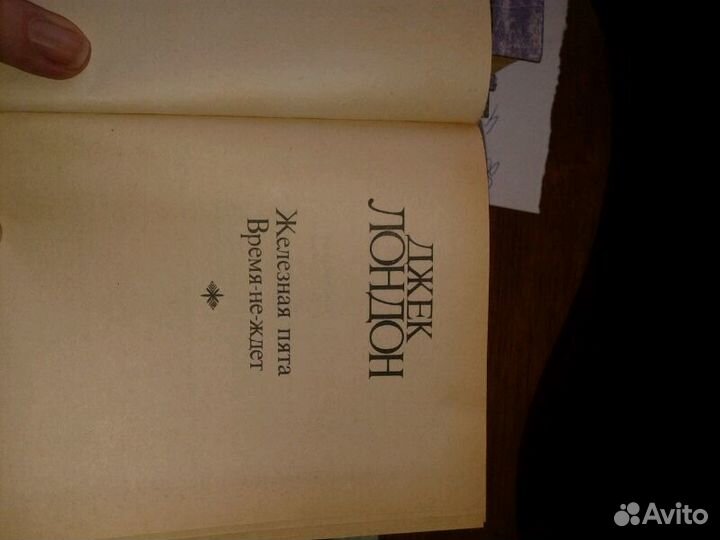 ДЖЕК
ЛОНДОН
Железная пята
Время-не-ждет
Avito